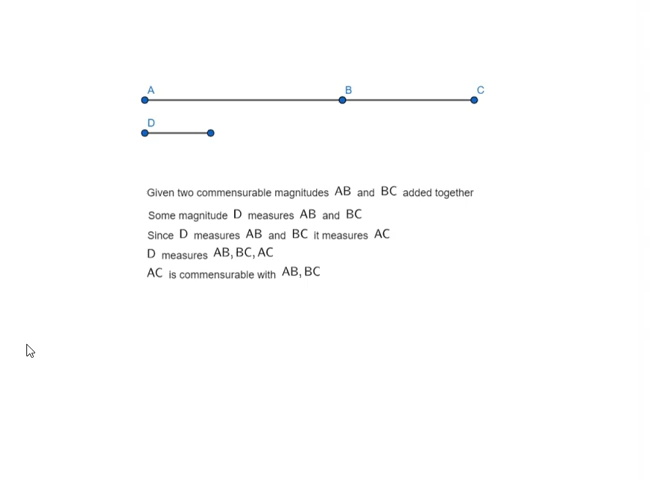 A B C
D
Given two commensurable magnitudes AB and BC added together
Some magnitude D measures AB and BC
Since D measures AB and BC it measures AC
D measures AB, BC, AC
AC is commensurable with AB, BC